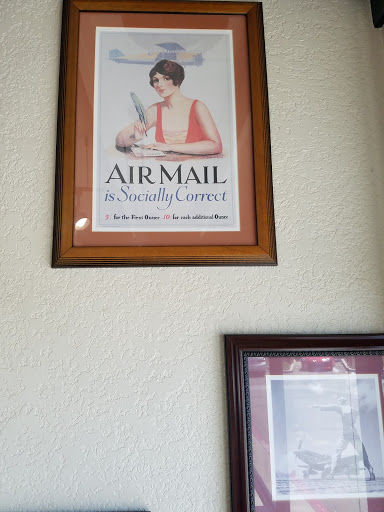 AIR MAIL
is Socially Correct
5¢ for the First Ounce 10¢ for each additional Ounce